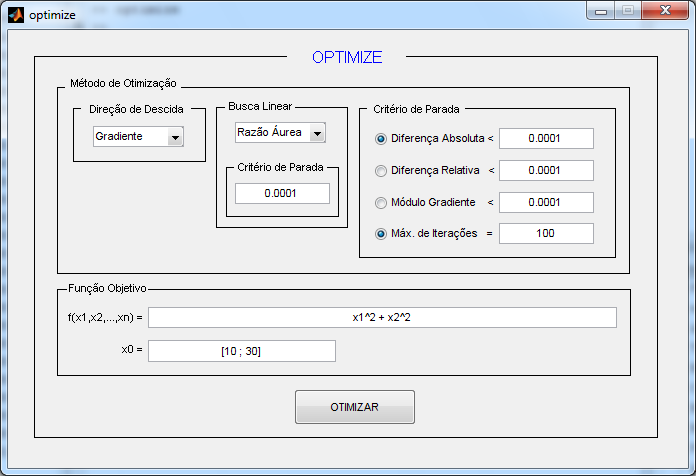 optimize
OPTIMIZE
Método de Otimização
Direção de Descida
Gradiente
Busca Linear
Razão Áurea
Critério de Parada
0.0001
Critério de Parada
Diferença Absoluta < 0.0001
Diferença Relativa < 0.0001
Módulo Gradiente < 0.0001
Máx. de Iterações = 100
Função Objetivo
f(x1,x2,...,xn) = x1^2 + x2^2
x0 = [10 ; 30]
OTIMIZAR